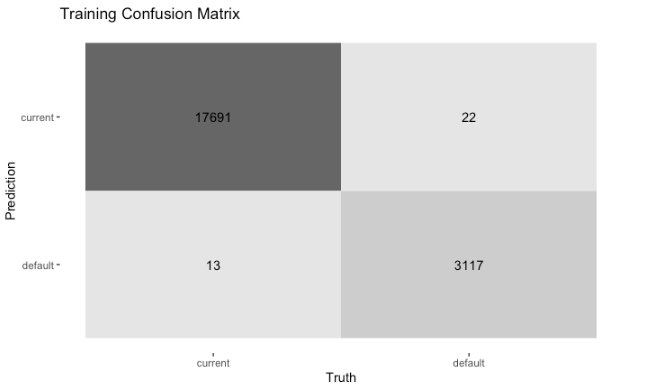 Training Confusion Matrix
current
17691
22
Prediction
default
13
3117
current
default
Truth